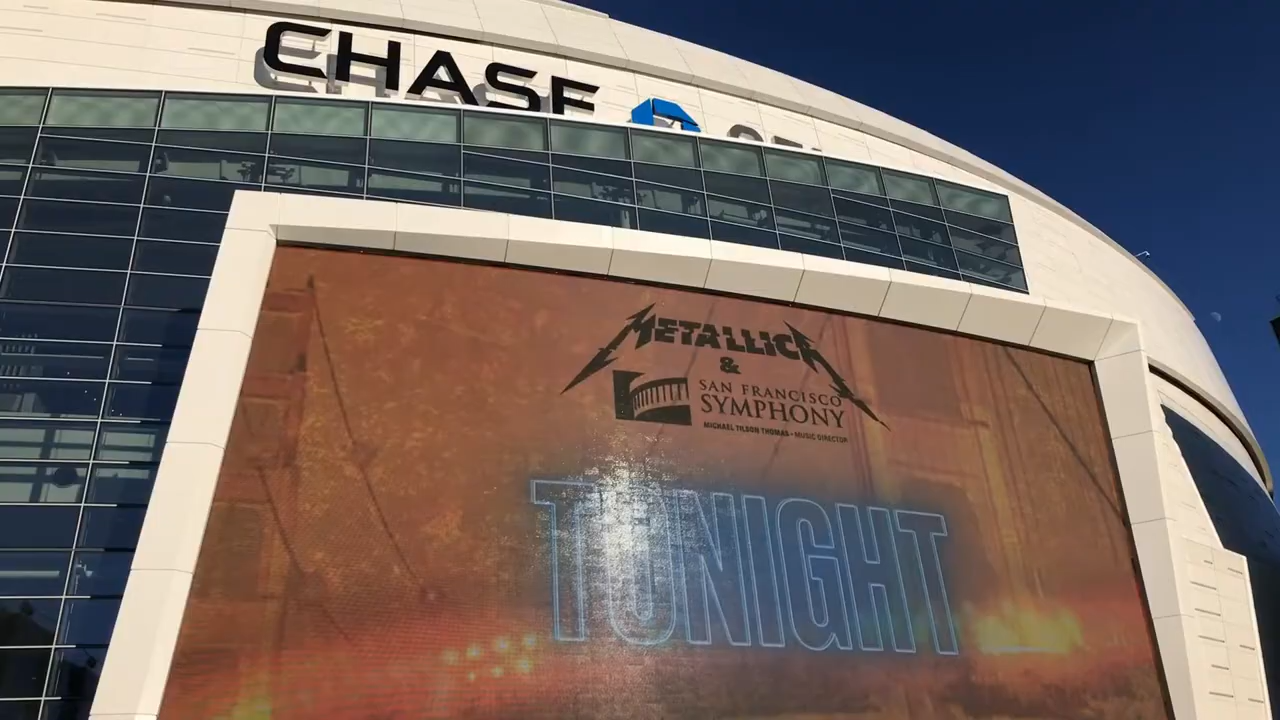 CHASE
METALLICA
&
SAN FRANCISCO
SYMPHONY
MICHAEL TILSON THOMAS • MUSIC DIRECTOR
TONIGHT